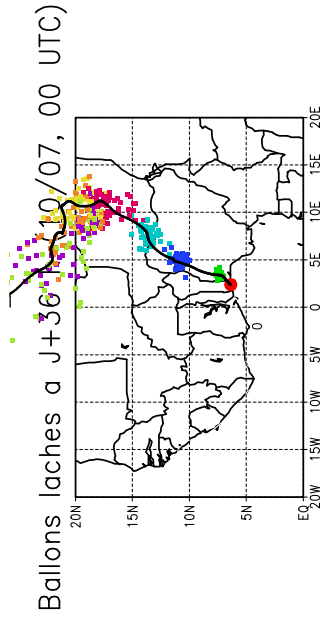 Ballons laches a J+36 10/07, 00 UTC)
20N
15N
10N
5N
EQ
0
20W 15W 10W 5W 0 5E 10E 15E 20E